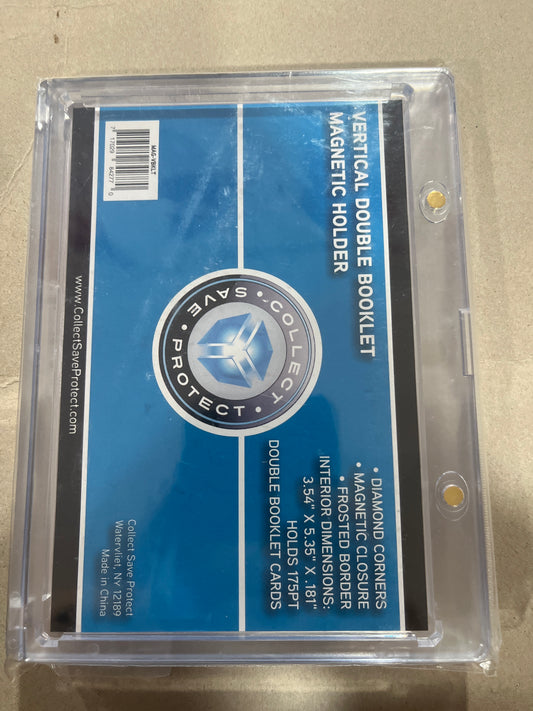 VERTICAL DOUBLE BOOKLET
MAGNETIC HOLDER
• DIAMOND CORNERS
• MAGNETIC CLOSURE
• FROSTED BORDER
INTERIOR DIMENSIONS:
3.54" X 5.35" X .181"
HOLDS 175PT
DOUBLE BOOKLET CARDS
COLLECT • SAVE • PROTECT •
MAG-VBKLT
www.CollectSaveProtect.com
Collect Save Protect
Watervliet, NY 12189
Made in China